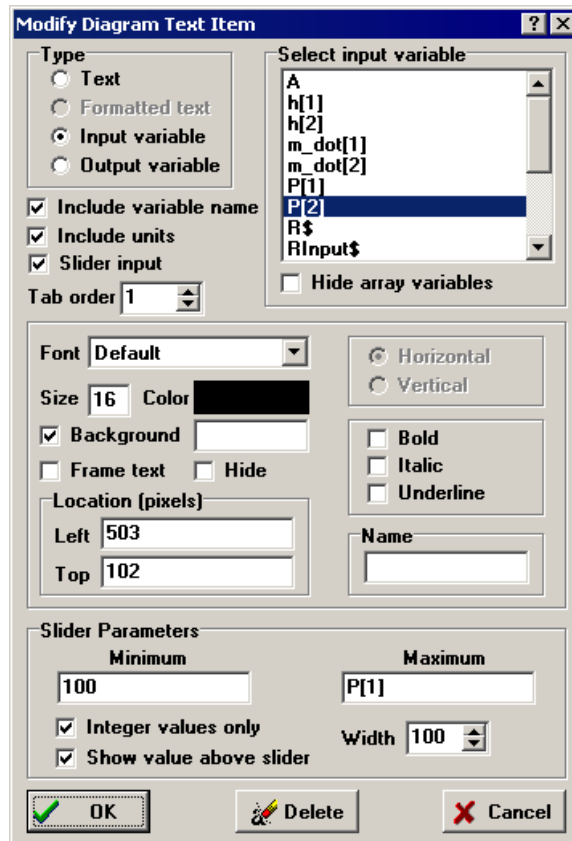 Modify Diagram Text Item
Type
Text
Formatted text
Input variable
Output variable
Select input variable
A
h[1]
h[2]
m_dot[1]
m_dot[2]
P[1]
P[2]
R$
RInput$
Include variable name
Include units
Slider input
Tab order 1
Hide array variables
Font Default
Size 16 Color
Background
Frame text Hide
Location (pixels)
Left 503
Top 102
Horizontal
Vertical
Bold
Italic
Underline
Name
Slider Parameters
Minimum Maximum
100 P[1]
Integer values only
Show value above slider
Width 100
OK Delete Cancel